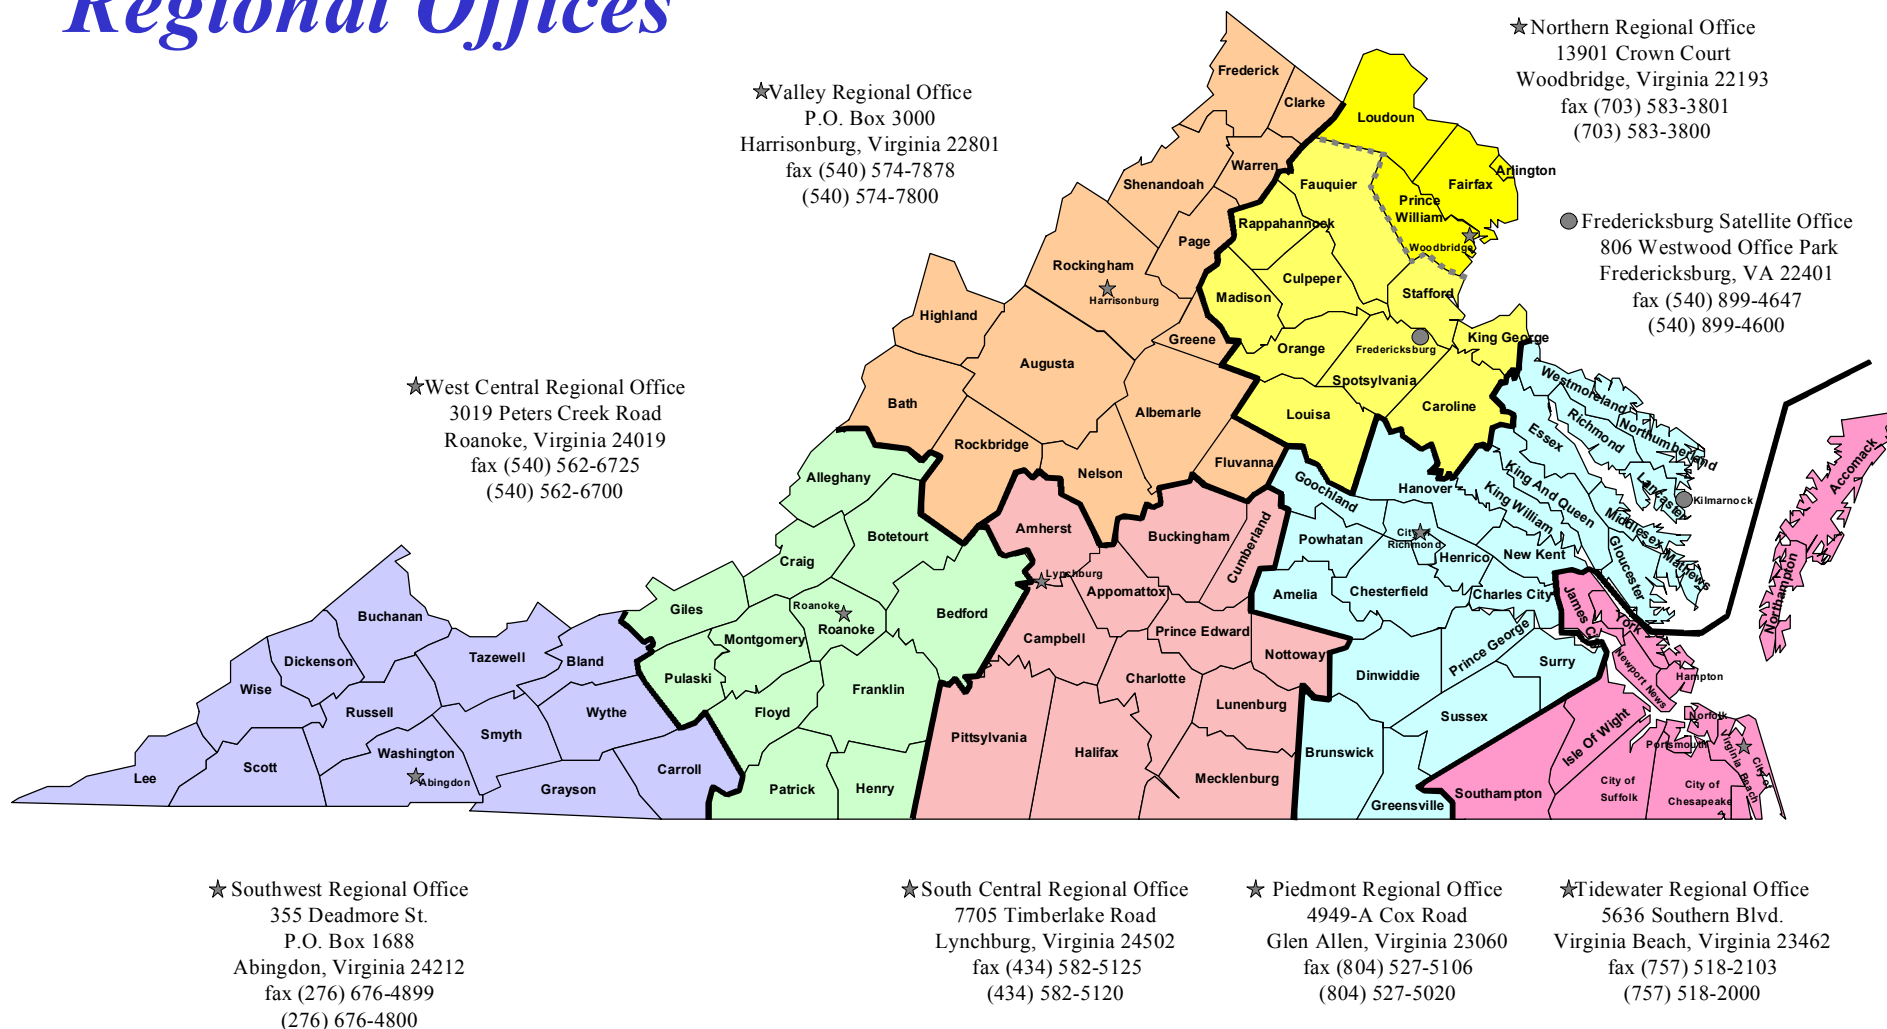 Regional Offices
Northern Regional Office
13901 Crown Court
Woodbridge, Virginia 22193
fax (703) 583-3801
(703) 583-3800
Valley Regional Office
P.O. Box 3000
Harrisonburg, Virginia 22801
fax (540) 574-7878
(540) 574-7800
Fredericksburg Satellite Office
806 Westwood Office Park
Fredericksburg, VA 22401
fax (540) 899-4647
(540) 899-4600
West Central Regional Office
3019 Peters Creek Road
Roanoke, Virginia 24019
fax (540) 562-6725
(540) 562-6700
Frederick
Clarke
Loudoun
Warren
Shenandoah
Fauquier
Fairfax
Arlington
Prince
William
Woodbridge
Rappahannock
Page
Rockingham
Harrisonburg
Culpeper
Madison
Stafford
Highland
Greene
Orange
Fredericksburg
King George
Augusta
Spotsylvania
Bath
Albemarle
Louisa
Caroline
Westmoreland
Richmond
Northumberland
Essex
Lancaster
Kilmarnock
Accomack
Northampton
Rockbridge
Nelson
Fluvanna
Goochland
Hanover
King And Queen
King William
Middlesex
Mathews
Gloucester
Alleghany
Botetourt
Craig
Amherst
Buckingham
Cumberland
Powhatan
City of
Richmond
Henrico
New Kent
Lynchburg
Appomattox
Amelia
Chesterfield
Charles City
James C
York
Buchanan
Giles
Roanoke
Roanoke
Bedford
Montgomery
Campbell
Prince Edward
Nottoway
Prince George
Surry
Newport News
Hampton
Dickenson
Tazewell
Bland
Wise
Pulaski
Franklin
Charlotte
Dinwiddie
Russell
Wythe
Floyd
Lunenburg
Sussex
Isle Of Wight
Norfolk
Portsmouth
City of
Virginia Beach
Smyth
Washington
Abingdon
Pittsylvania
Halifax
Brunswick
Lee
Scott
Carroll
Grayson
Patrick
Henry
Mecklenburg
Greensville
Southampton
City of
Suffolk
City of
Chesapeake
Southwest Regional Office
355 Deadmore St.
P.O. Box 1688
Abingdon, Virginia 24212
fax (276) 676-4899
(276) 676-4800
South Central Regional Office
7705 Timberlake Road
Lynchburg, Virginia 24502
fax (434) 582-5125
(434) 582-5120
Piedmont Regional Office
4949-A Cox Road
Glen Allen, Virginia 23060
fax (804) 527-5106
(804) 527-5020
Tidewater Regional Office
5636 Southern Blvd.
Virginia Beach, Virginia 23462
fax (757) 518-2103
(757) 518-2000